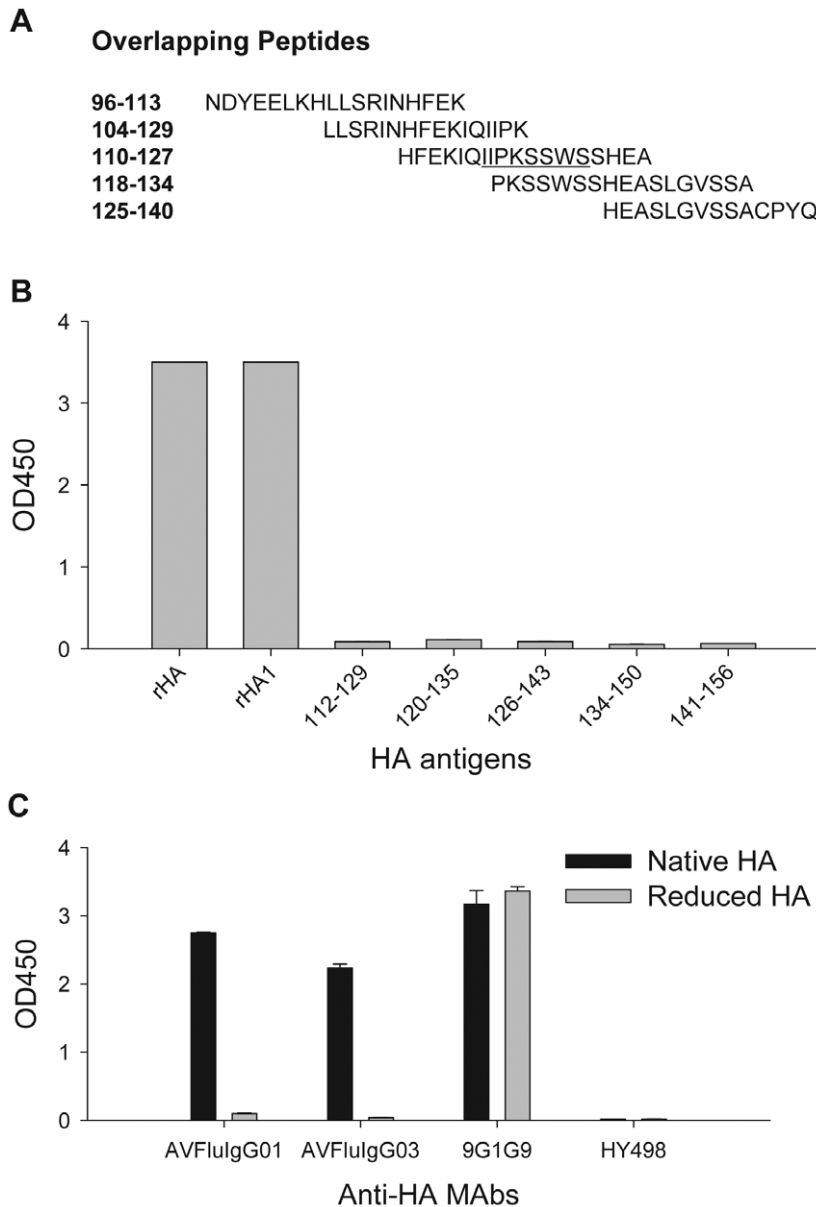 A
Overlapping Peptides
96-113 NDYEELKHLLSRINHFEK
104-129 LLSRINHFEKIQIIPK
110-127 HFEKIQIIPKSSWSSHEA
118-134 PKSSWSSHEASLGVSSA
125-140 HEASLGVSSACPYQ
B
4
3
2
1
0
OD450
rHA
rHA1
112-129
120-135
126-143
134-150
141-156
HA antigens
C
4
3
2
1
0
OD450
Native HA
Reduced HA
AVFluIgG01
AVFluIgG03
9G1G9
HY498
Anti-HA MAbs